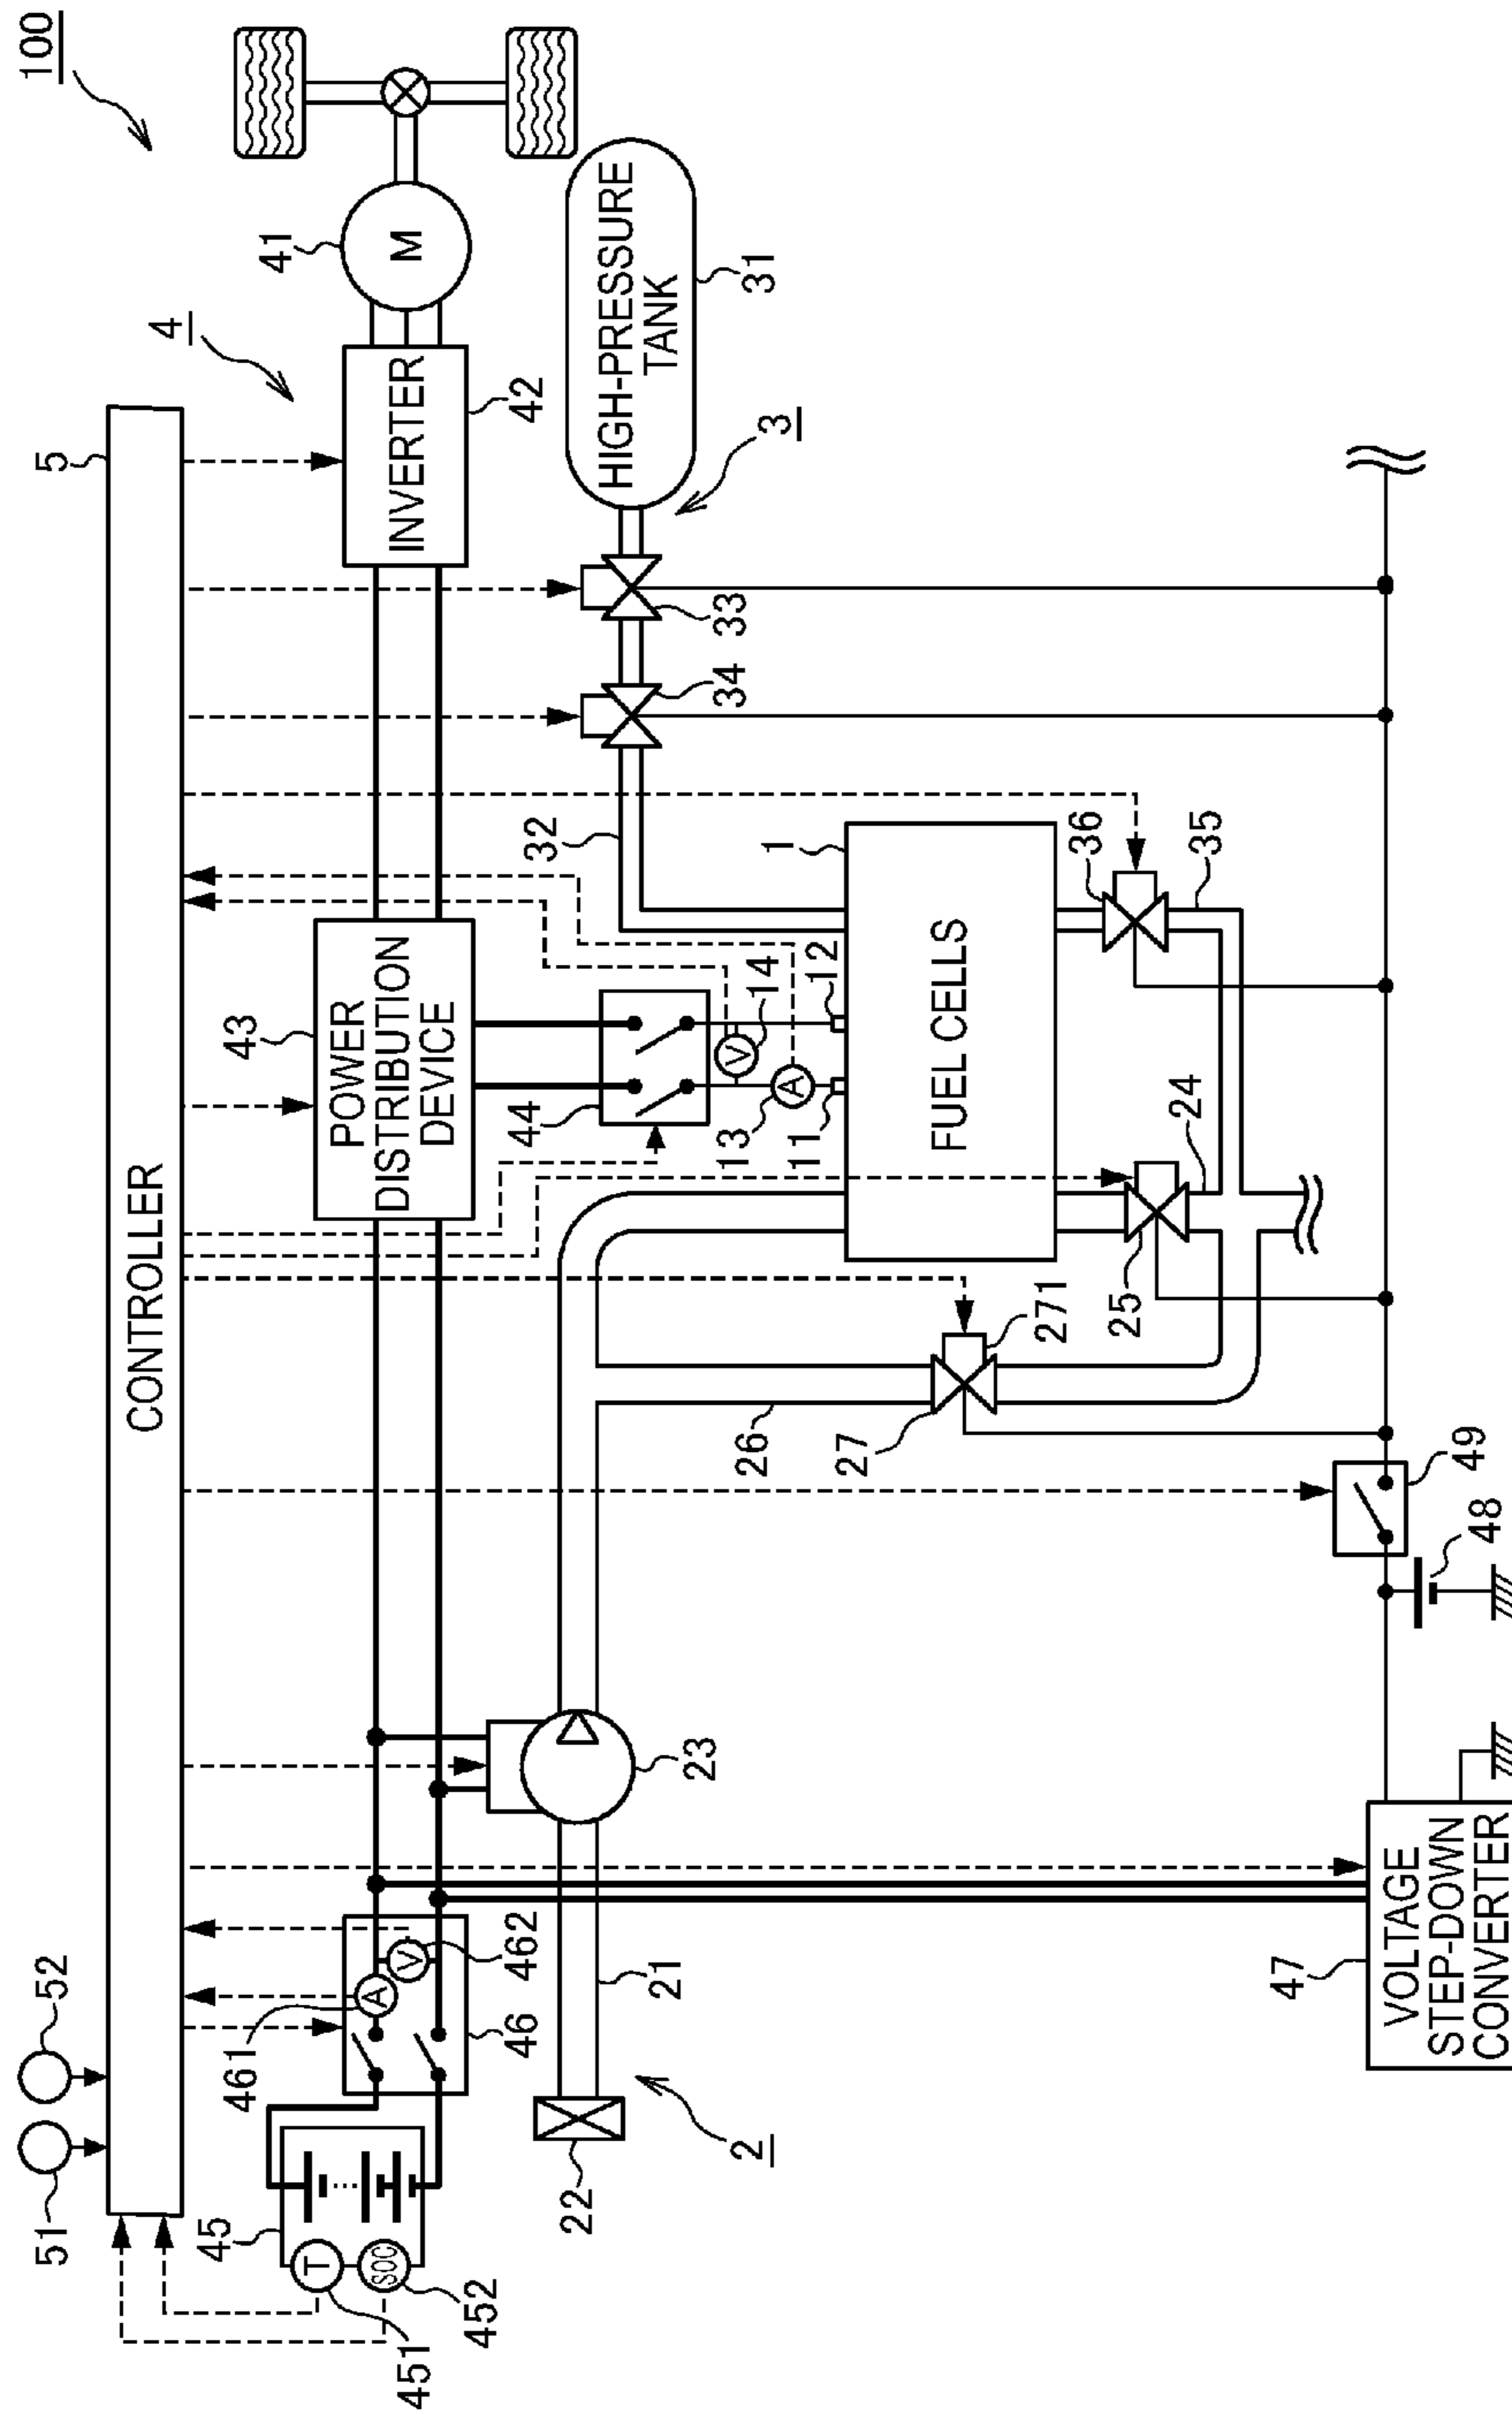 100
51
52
5
CONTROLLER
4
41
M
45
T
SOC
451
452
461
A
V
462
46
43
POWER
DISTRIBUTION
DEVICE
INVERTER
42
44
22
2
21
23
13
V
14
A
11
12
32
34
33
3
HIGH-PRESSURE
TANK
31
26
27
271
1
FUEL CELLS
25
24
36
35
47
VOLTAGE
STEP-DOWN
CONVERTER
48
49